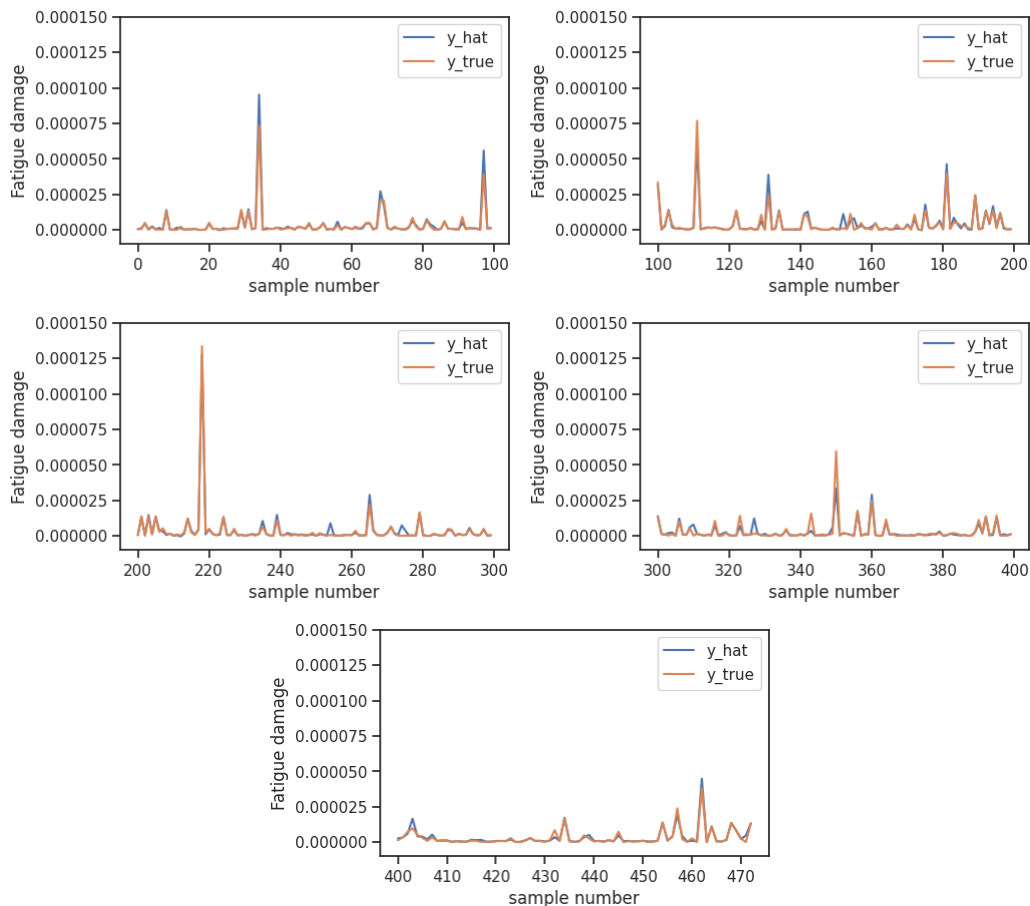 0.000150
0.000125
0.000100
0.000075
0.000050
0.000025
0.000000
Fatigue damage
y_hat
y_true
0 20 40 60 80 100
sample number
0.000150
0.000125
0.000100
0.000075
0.000050
0.000025
0.000000
Fatigue damage
y_hat
y_true
100 120 140 160 180 200
sample number
0.000150
0.000125
0.000100
0.000075
0.000050
0.000025
0.000000
Fatigue damage
y_hat
y_true
200 220 240 260 280 300
sample number
0.000150
0.000125
0.000100
0.000075
0.000050
0.000025
0.000000
Fatigue damage
y_hat
y_true
300 320 340 360 380 400
sample number
0.000150
0.000125
0.000100
0.000075
0.000050
0.000025
0.000000
Fatigue damage
y_hat
y_true
400 410 420 430 440 450 460 470
sample number